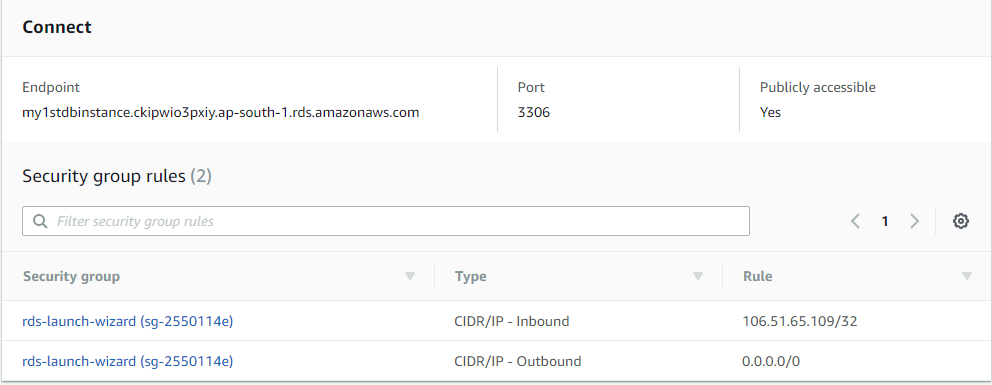 Connect
Endpoint
my1stdbinstance.ckipwio3pxiy.ap-south-1.rds.amazonaws.com
Port
3306
Publicly accessible
Yes
Security group rules (2)
Filter security group rules
1
Security group Type Rule
rds-launch-wizard (sg-2550114e) CIDR/IP - Inbound 106.51.65.109/32
rds-launch-wizard (sg-2550114e) CIDR/IP - Outbound 0.0.0.0/0